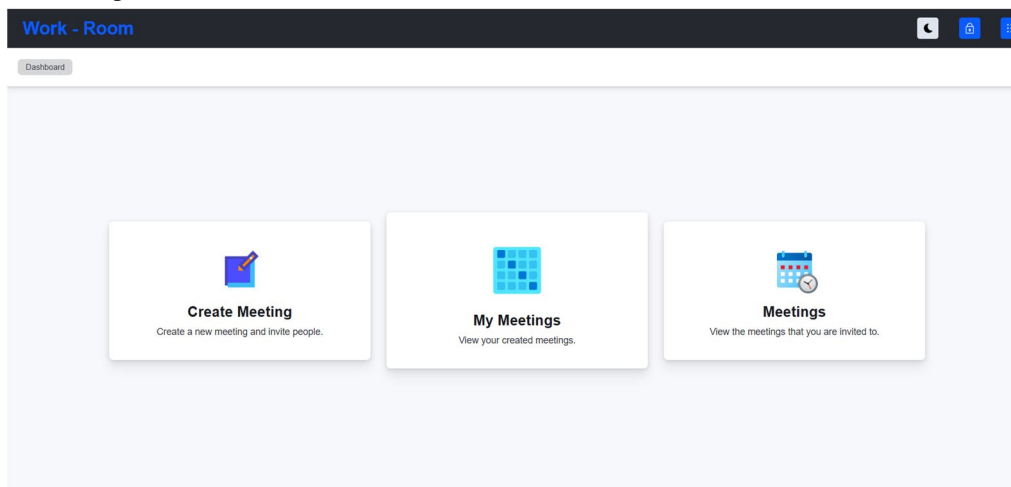 Work - Room
Dashboard
Create Meeting
Create a new meeting and invite people.
My Meetings
View your created meetings.
Meetings
View the meetings that you are invited to.